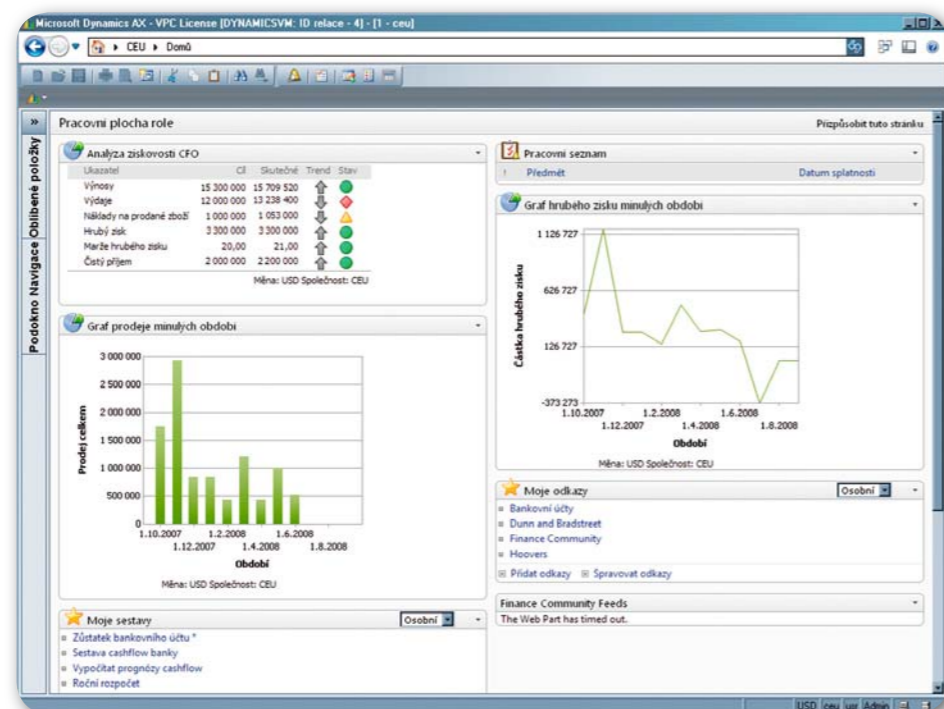 Microsoft Dynamics AX - VPC License [DYNAMICSVM: ID relace - 4] - [1 - ceu]
CEU Domů
Podokno Navigace Oblíbené položky
Pracovní plocha role
Přizpůsobit tuto stránku
Analýza ziskovosti CFO
Ukazatel Cíl Skutečné Trend Stav
Výnosy 15 300 000 15 709 520
Výdaje 12 000 000 13 238 400
Náklady na prodané zboží 1 000 000 1 053 000
Hrubý zisk 3 300 000 3 300 000
Marže hrubého zisku 20,00 21,00
Čistý příjem 2 000 000 2 200 000
Měna: USD Společnost: CEU
Graf prodeje minulých období
3 000 000
2 500 000
2 000 000
1 500 000
1 000 000
500 000
0
Prodej celkem
1.10.2007 1.2.2008 1.6.2008
1.12.2007 1.4.2008 1.8.2008
Období
Měna: USD Společnost: CEU
Moje sestavy
Osobní
Zůstatek bankovního účtu *
Sestava cashflow banky
Vypočítat prognózy cashflow
Roční rozpočet
Pracovní seznam
! Předmět Datum splatnosti
Graf hrubého zisku minulých období
1 126 727
626 727
126 727
-373 273
Částka hrubého zisku
1.10.2007 1.2.2008 1.6.2008
1.12.2007 1.4.2008 1.8.2008
Období
Měna: USD Společnost: CEU
Moje odkazy
Osobní
Bankovní účty
Dunn and Bradstreet
Finance Community
Hoovers
Přidat odkazy Spravovat odkazy
Finance Community Feeds
The Web Part has timed out.
USD ceu usr Admin